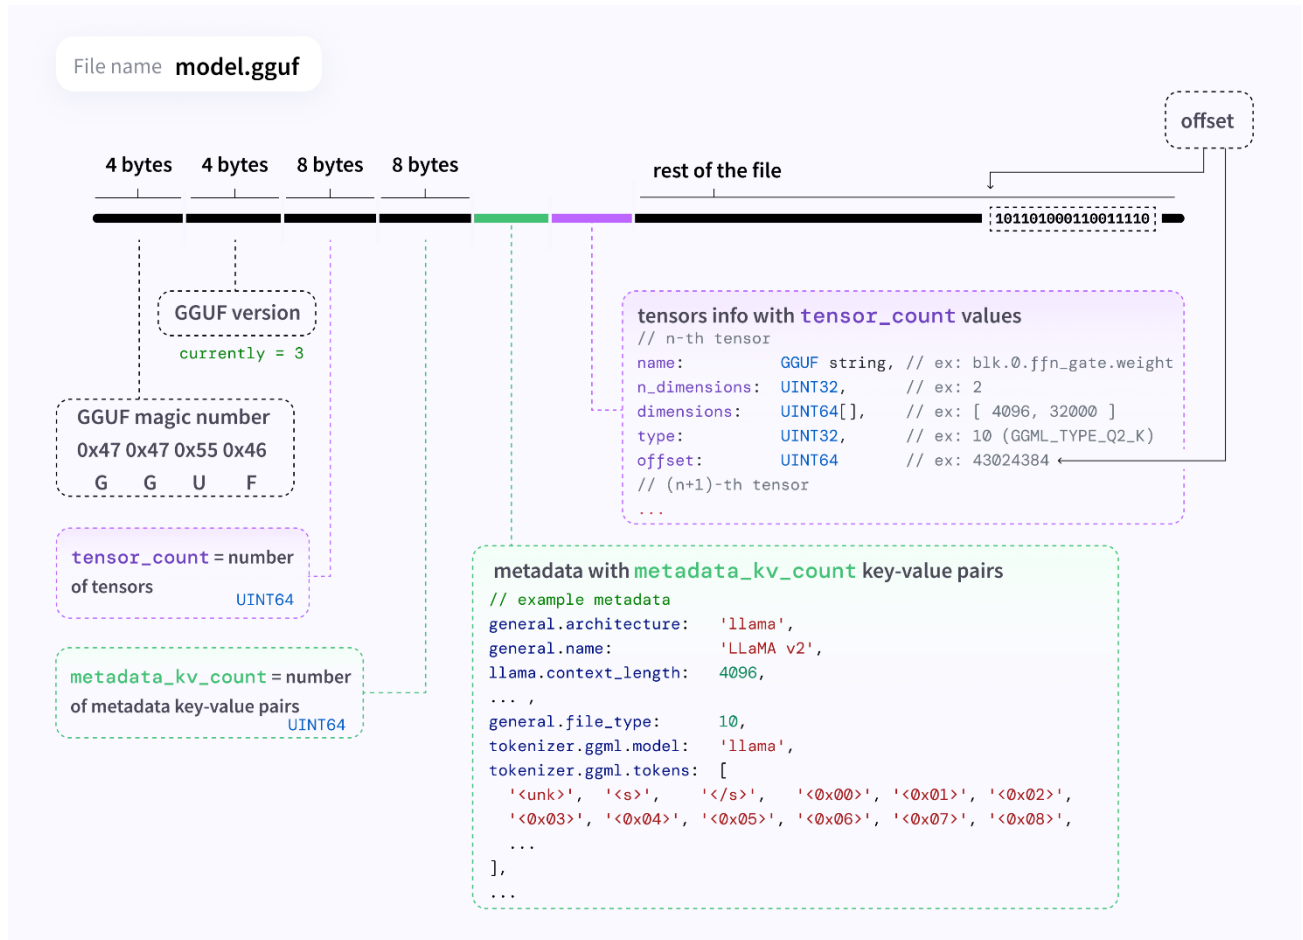 File name model.gguf
offset
4 bytes 4 bytes 8 bytes 8 bytes
rest of the file
101101000110011110
GGUF version
currently = 3
GGUF magic number
0x47 0x47 0x55 0x46
G G U F
tensor_count = number
of tensors
UINT64
metadata_kv_count = number
of metadata key-value pairs
UINT64
tensors info with tensor_count values
// n-th tensor
name: GGUF string, // ex: blk.0.ffn_gate.weight
n_dimensions: UINT32, // ex: 2
dimensions: UINT64[], // ex: [ 4096, 32000 ]
type: UINT32, // ex: 10 (GGML_TYPE_Q2_K)
offset: UINT64 // ex: 43024384
// (n+1)-th tensor
...
metadata with metadata_kv_count key-value pairs
// example metadata
general.architecture: 'llama',
general.name: 'LLaMA v2',
llama.context_length: 4096,
... ,
general.file_type: 10,
tokenizer.ggml.model: 'llama',
tokenizer.ggml.tokens: [
'<unk>', '<s>', '</s>', '<0x00>', '<0x01>', '<0x02>',
'<0x03>', '<0x04>', '<0x05>', '<0x06>', '<0x07>', '<0x08>',
...
],
...